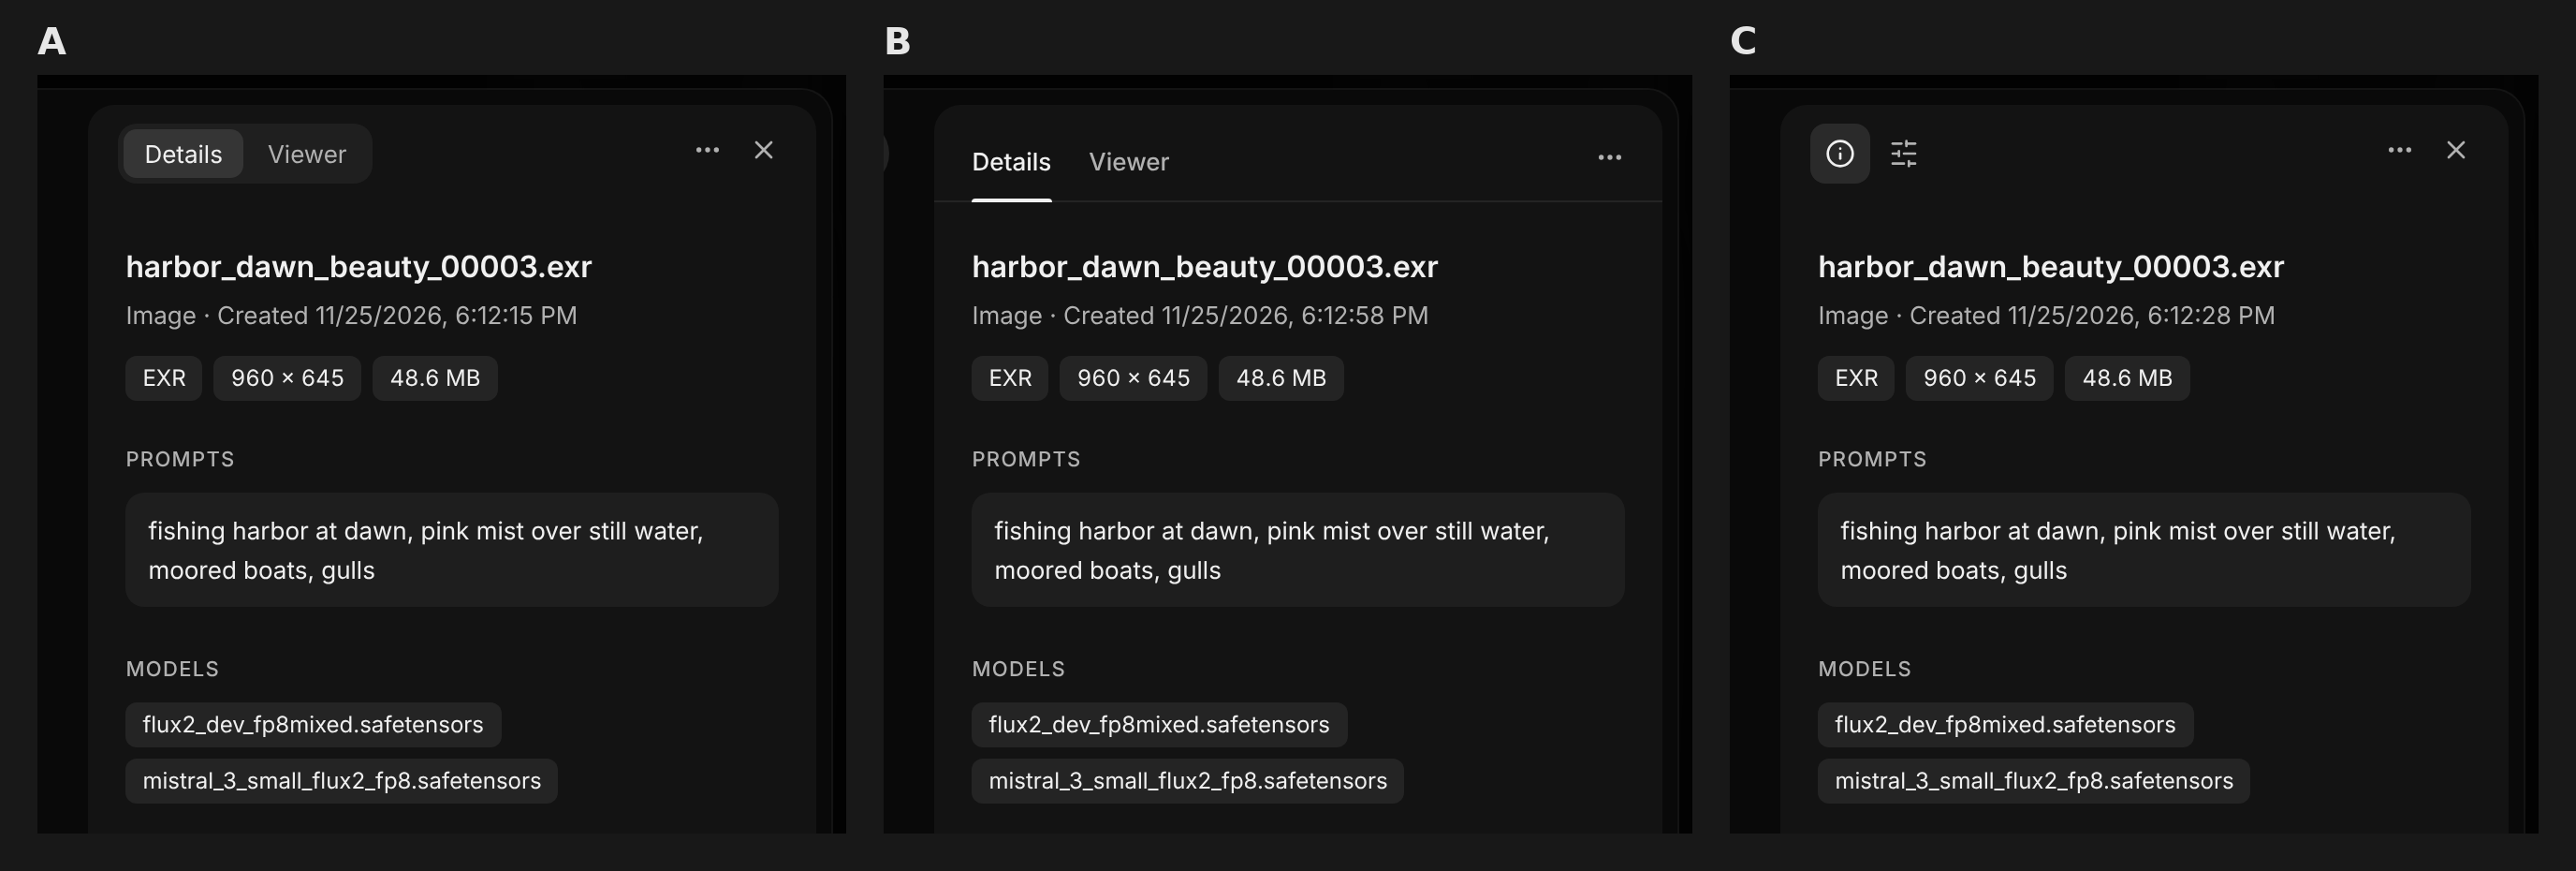 A
Details Viewer
harbor_dawn_beauty_00003.exr
Image · Created 11/25/2026, 6:12:15 PM
EXR 960 × 645 48.6 MB
PROMPTS
fishing harbor at dawn, pink mist over still water,
moored boats, gulls
MODELS
flux2_dev_fp8mixed.safetensors
mistral_3_small_flux2_fp8.safetensors
B
Details Viewer
harbor_dawn_beauty_00003.exr
Image · Created 11/25/2026, 6:12:58 PM
EXR 960 × 645 48.6 MB
PROMPTS
fishing harbor at dawn, pink mist over still water,
moored boats, gulls
MODELS
flux2_dev_fp8mixed.safetensors
mistral_3_small_flux2_fp8.safetensors
C
harbor_dawn_beauty_00003.exr
Image · Created 11/25/2026, 6:12:28 PM
EXR 960 × 645 48.6 MB
PROMPTS
fishing harbor at dawn, pink mist over still water,
moored boats, gulls
MODELS
flux2_dev_fp8mixed.safetensors
mistral_3_small_flux2_fp8.safetensors